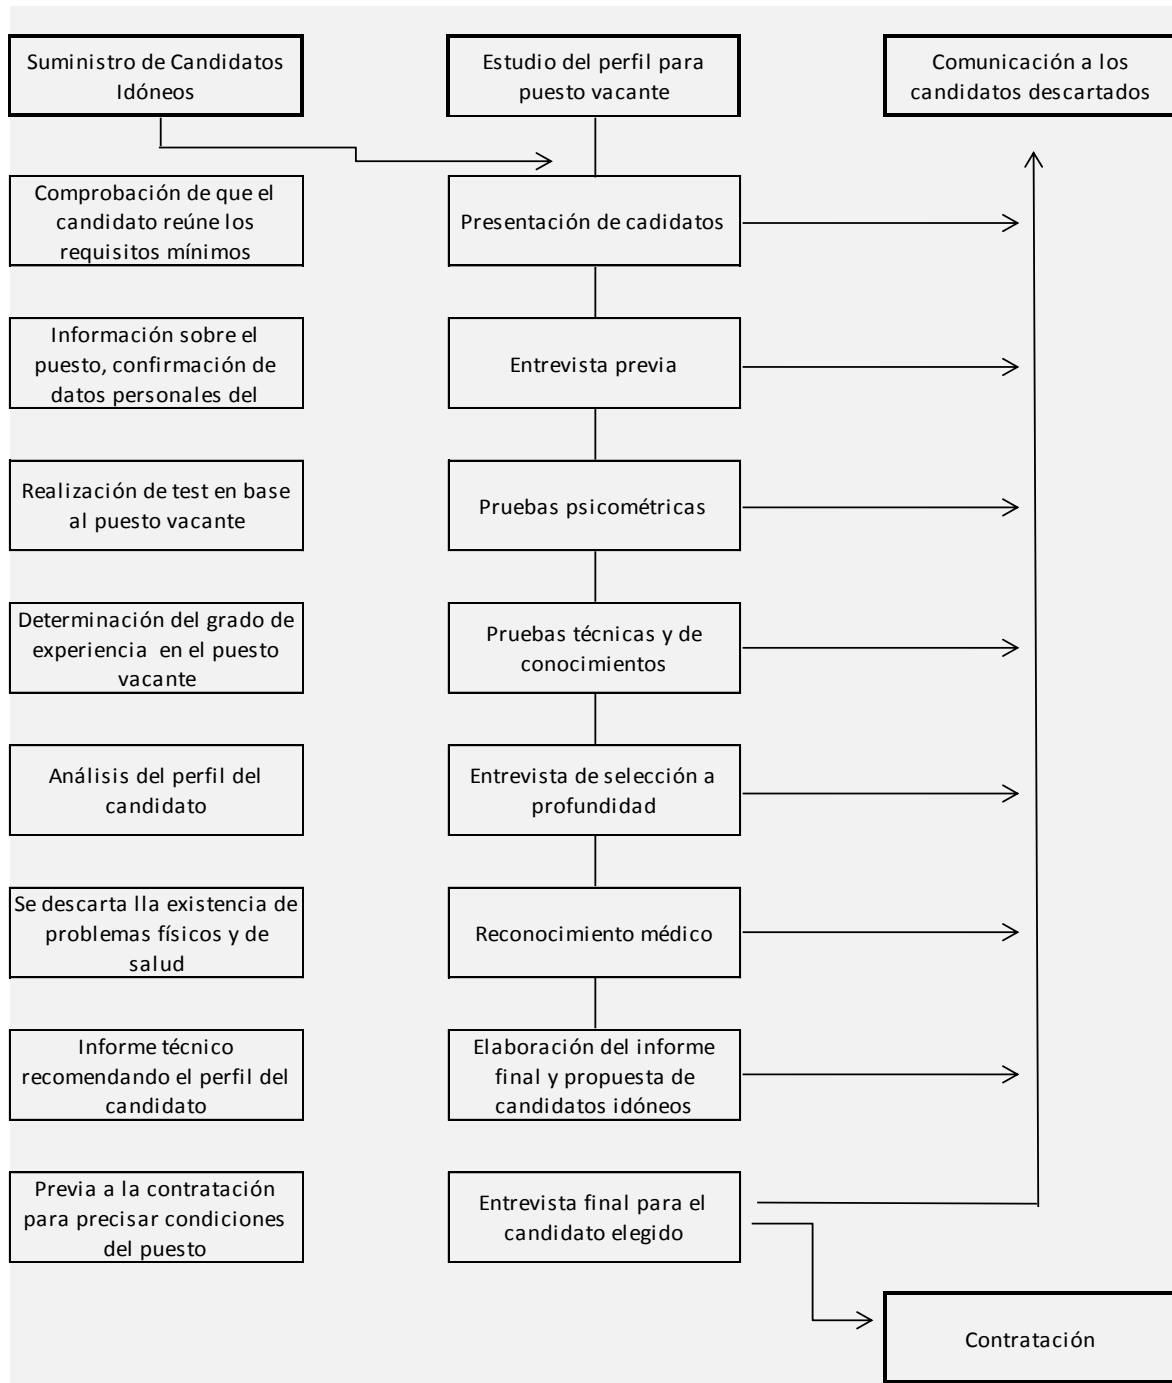 Suministro de Candidatos
Idóneos
Estudio del perfil para
puesto vacante
Comunicación a los
candidatos descartados
Comprobación de que el
candidato reúne los
requisitos mínimos
Presentación de cadidatos
Información sobre el
puesto, confirmación de
datos personales del
Entrevista previa
Realización de test en base
al puesto vacante
Pruebas psicométricas
Determinación del grado de
experiencia en el puesto
vacante
Pruebas técnicas y de
conocimientos
Análisis del perfil del
candidato
Entrevista de selección a
profundidad
Se descarta lla existencia de
problemas físicos y de
salud
Reconocimiento médico
Informe técnico
recomendando el perfil del
candidato
Elaboración del informe
final y propuesta de
candidatos idóneos
Previa a la contratación
para precisar condiciones
del puesto
Entrevista final para el
candidato elegido
Contratación